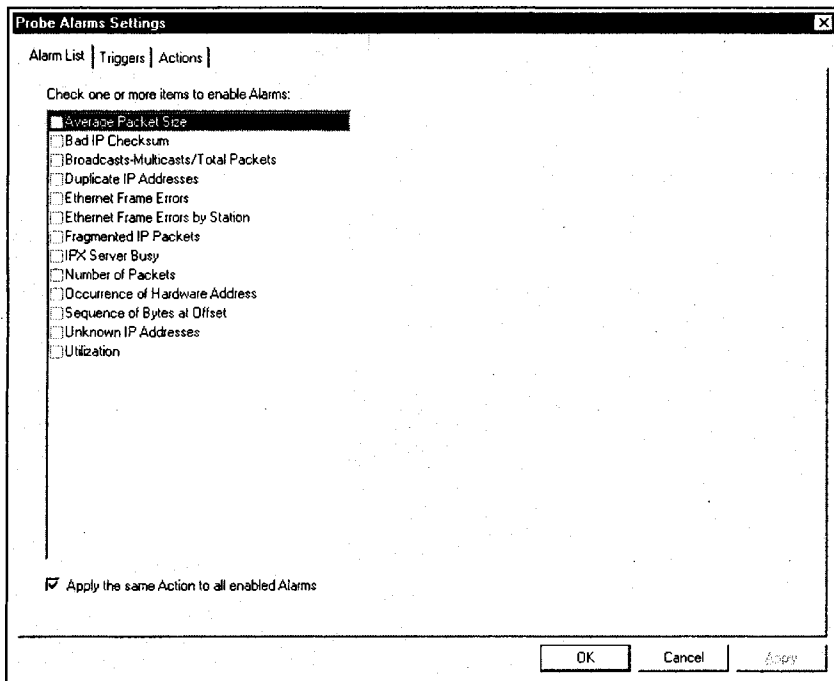 Probe Alarms Settings
Alarm List Triggers Actions
Check one or more items to enable Alarms:
Average Packet Size
Bad IP Checksum
Broadcasts-Multicasts/Total Packets
Duplicate IP Addresses
Ethernet Frame Errors
Ethernet Frame Errors by Station
Fragmented IP Packets
IPX Server Busy
Number of Packets
Occurrence of Hardware Address
Sequence of Bytes at Offset
Unknown IP Addresses
Utilization
Apply the same Action to all enabled Alarms
OK Cancel Apply